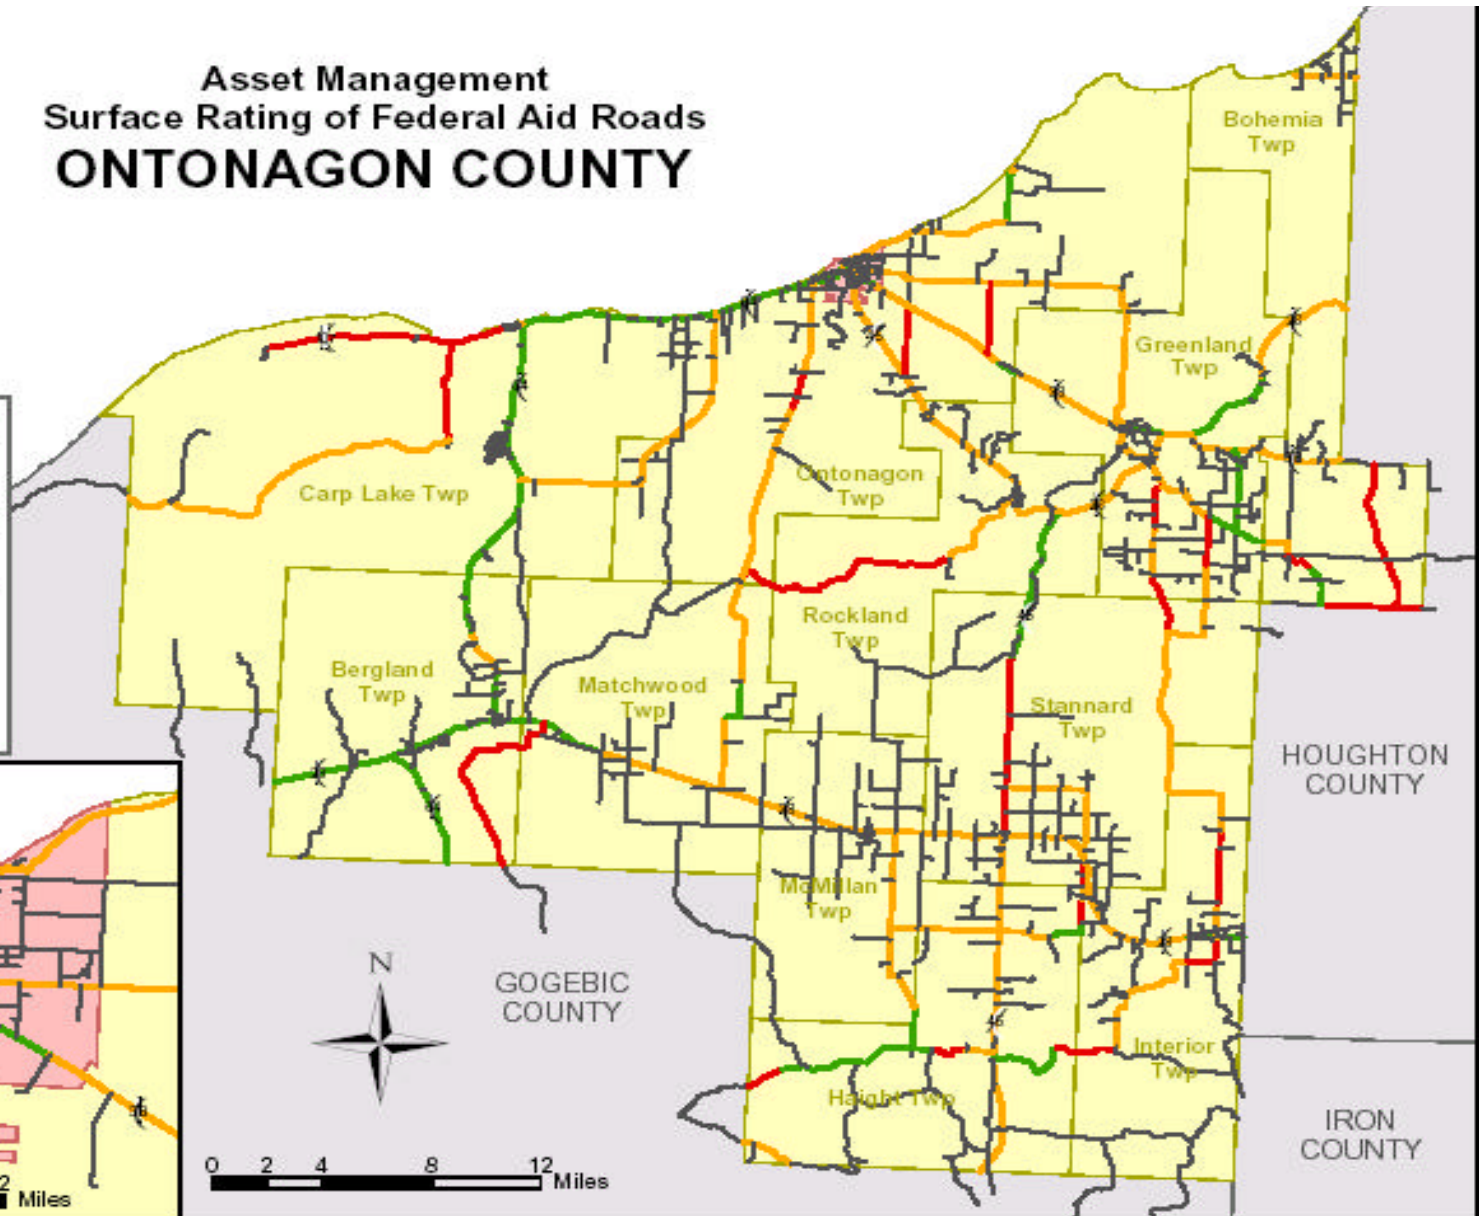 Asset Management
Surface Rating of Federal Aid Roads
ONTONAGON COUNTY
Bohemia
Twp
Greenland
Twp
Ontonagon
Twp
Carp Lake Twp
Rockland
Twp
Bergland
Twp
Matchwood
Twp
Stannard
Twp
HOUGHTON
COUNTY
McMillan
Twp
GOGEBIC
COUNTY
N
Interior
Twp
Haight Twp
IRON
COUNTY
0 2 4 8 12
Miles
2
Miles